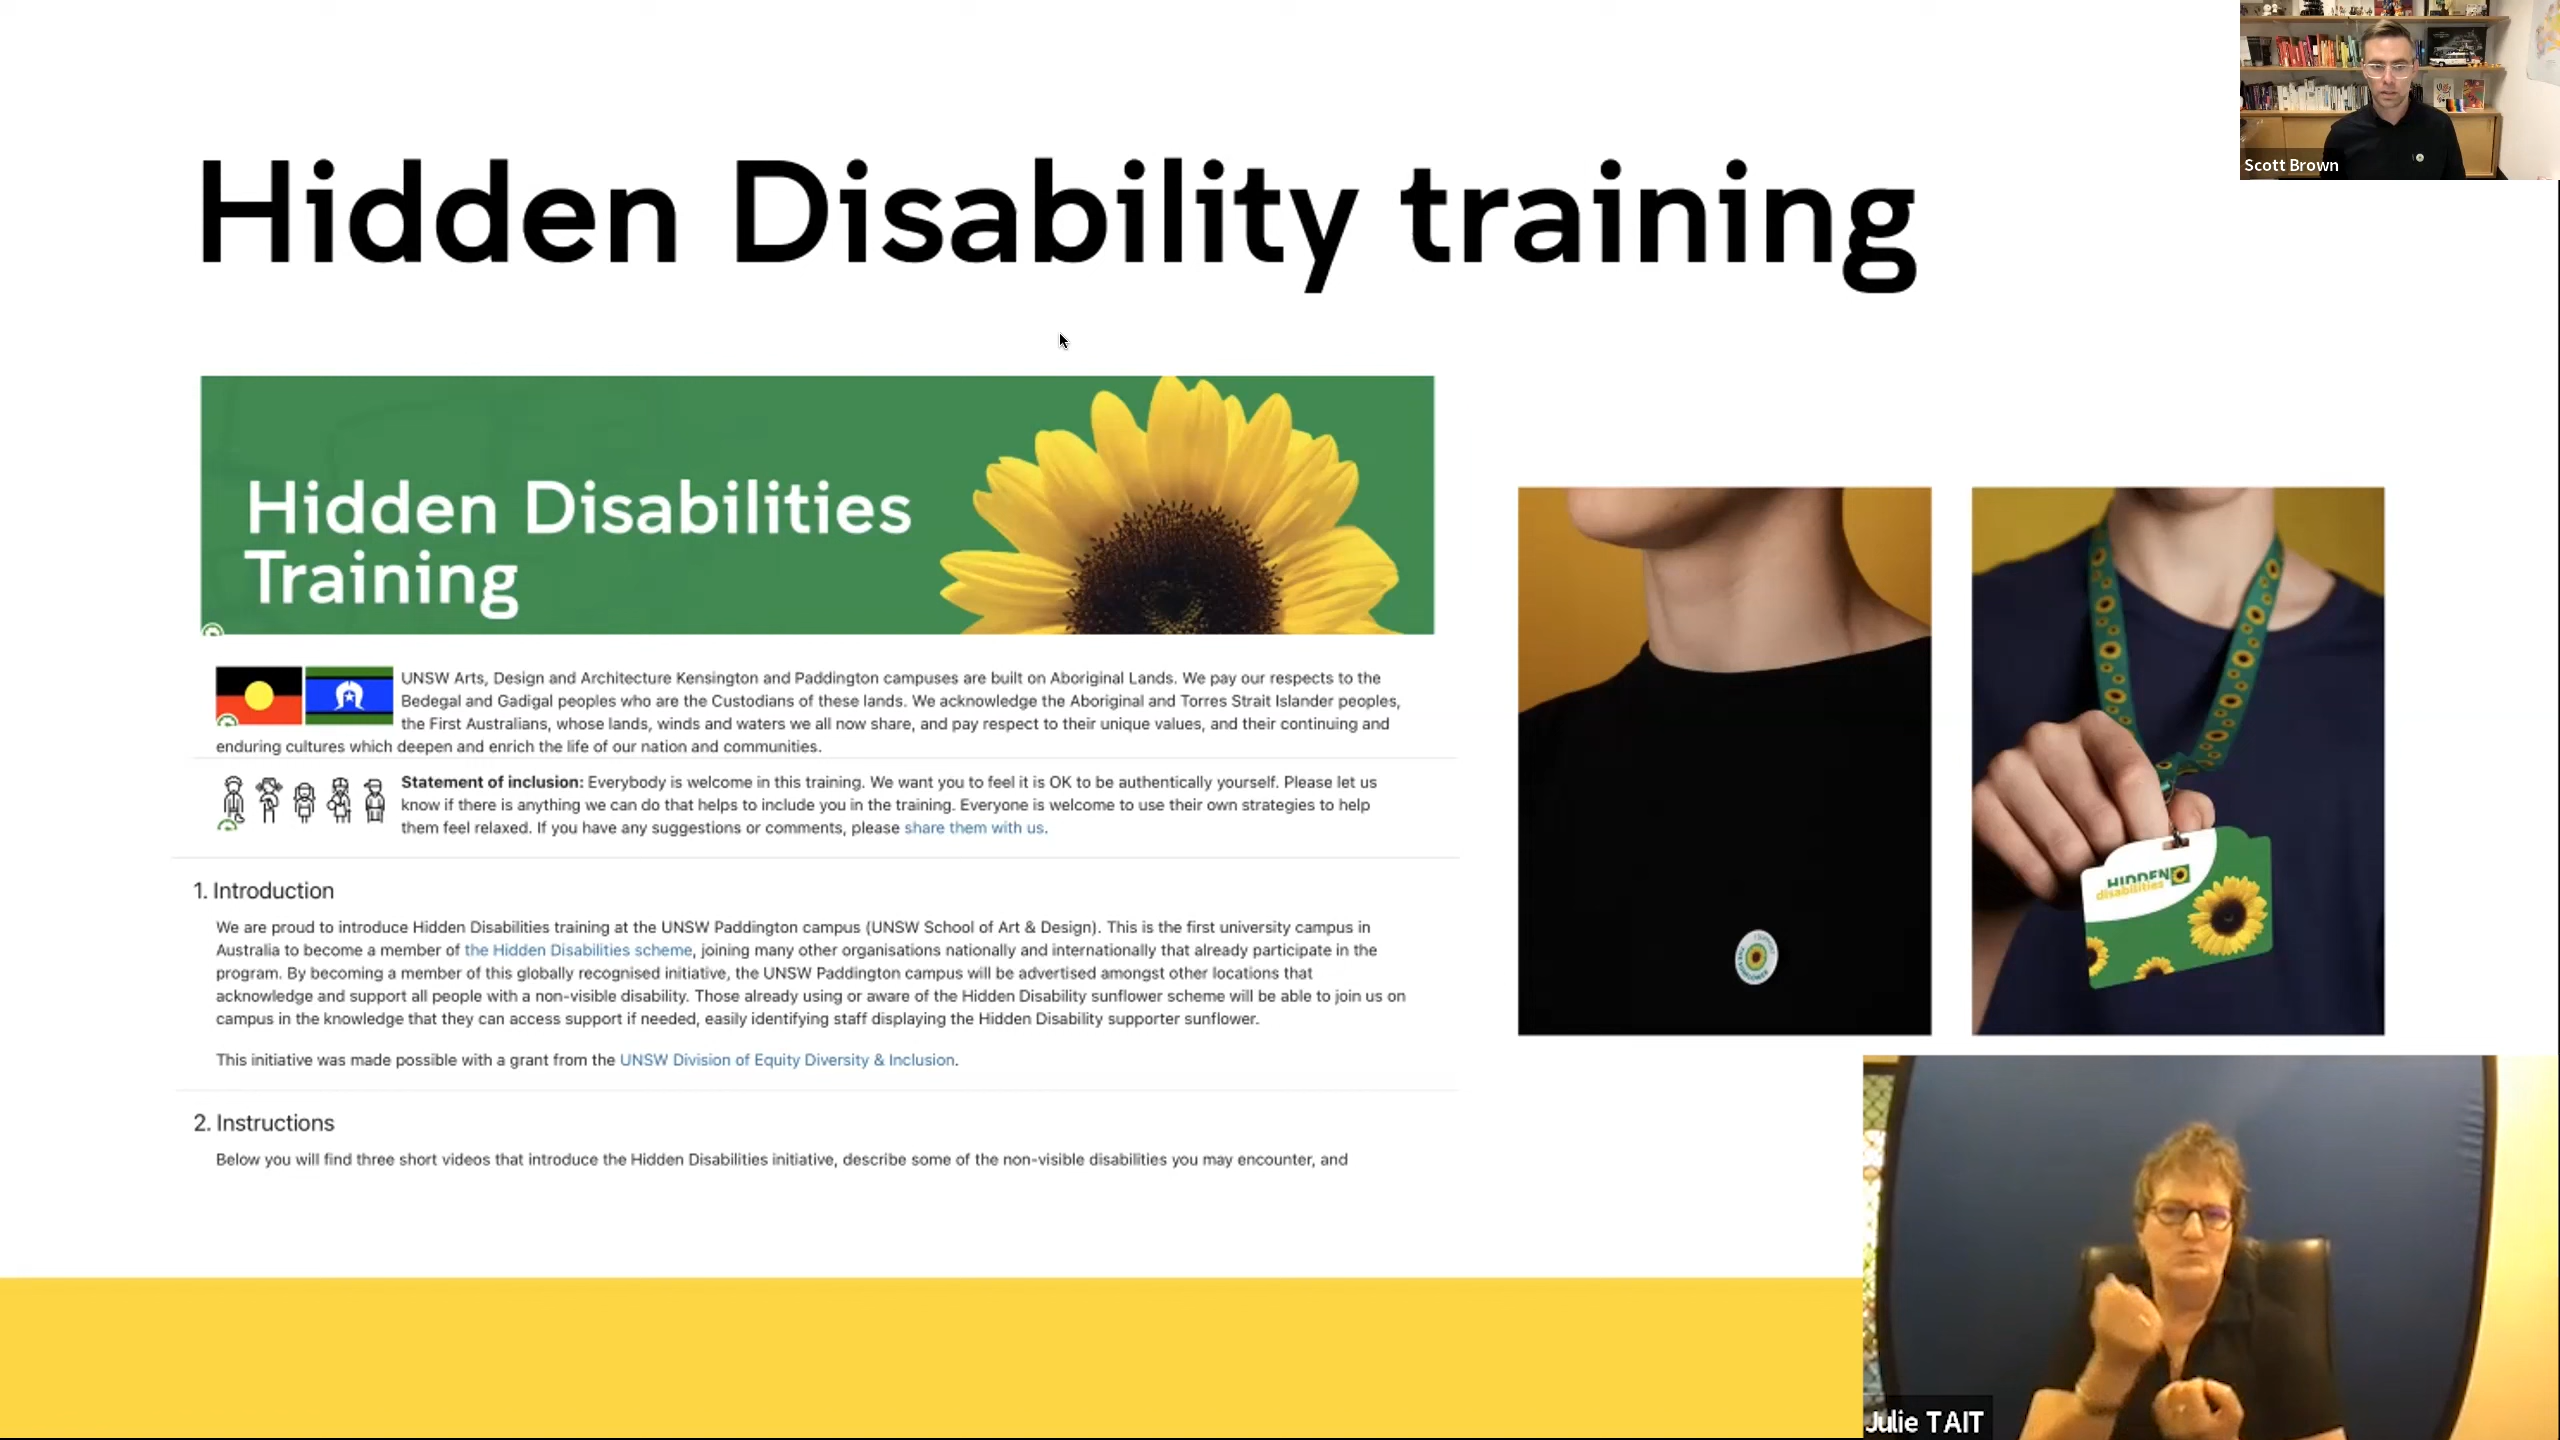 Scott Brown
Hidden Disability training
Hidden Disabilities
Training
UNSW Arts, Design and Architecture Kensington and Paddington campuses are built on Aboriginal Lands. We pay our respects to the
Bedegal and Gadigal peoples who are the Custodians of these lands. We acknowledge the Aboriginal and Torres Strait Islander peoples,
the First Australians, whose lands, winds and waters we all now share, and pay respect to their unique values, and their continuing and
enduring cultures which deepen and enrich the life of our nation and communities.
Statement of inclusion: Everybody is welcome in this training. We want you to feel it is OK to be authentically yourself. Please let us
know if there is anything we can do that helps to include you in the training. Everyone is welcome to use their own strategies to help
them feel relaxed. If you have any suggestions or comments, please share them with us.
1. Introduction
We are proud to introduce Hidden Disabilities training at the UNSW Paddington campus (UNSW School of Art & Design). This is the first university campus in
Australia to become a member of the Hidden Disabilities scheme, joining many other organisations nationally and internationally that already participate in the
program. By becoming a member of this globally recognised initiative, the UNSW Paddington campus will be advertised amongst other locations that
acknowledge and support all people with a non-visible disability. Those already using or aware of the Hidden Disability sunflower scheme will be able to join us on
campus in the knowledge that they can access support if needed, easily identifying staff displaying the Hidden Disability supporter sunflower.
This initiative was made possible with a grant from the UNSW Division of Equity Diversity & Inclusion.
2. Instructions
Below you will find three short videos that introduce the Hidden Disabilities initiative, describe some of the non-visible disabilities you may encounter, and
HIDDEN
disabilities
Julie TAIT